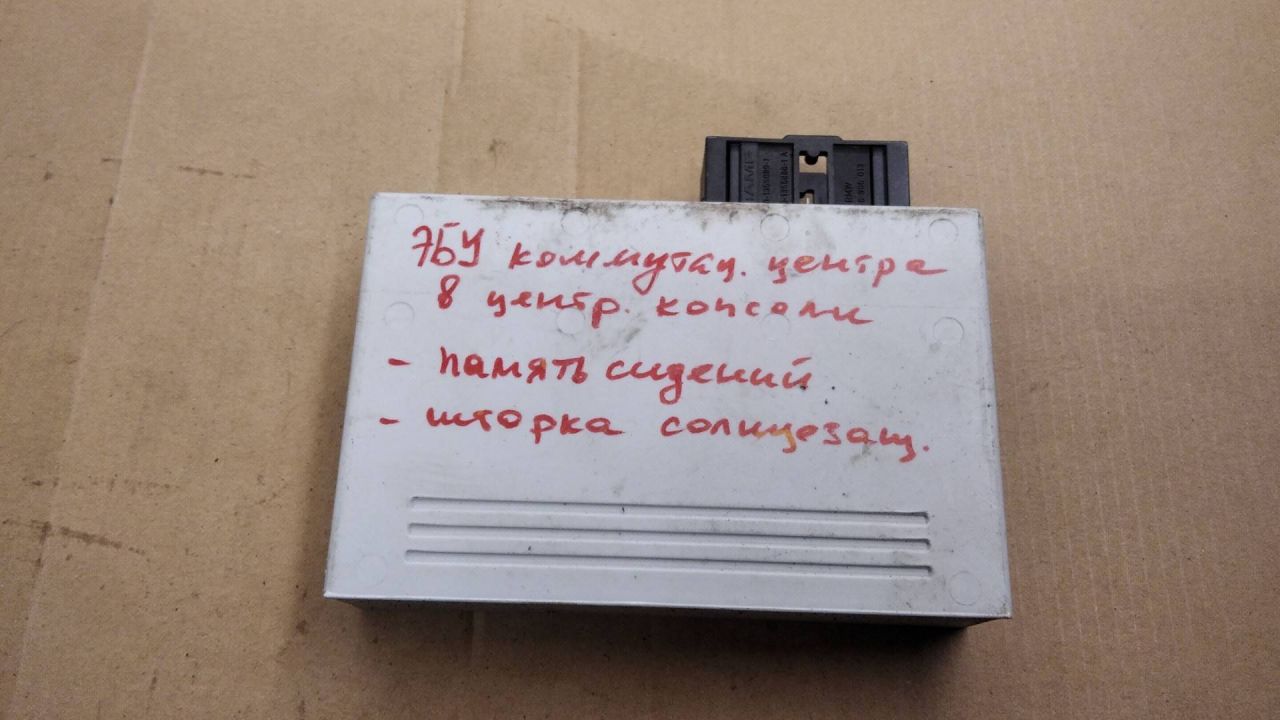 ЭБУ коммутац. центра
в центр. консоли
- память сидений
- шторка солнцезащ.